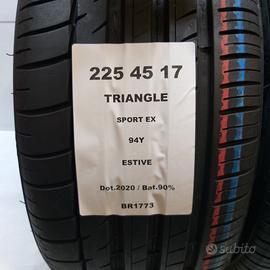 225 45 17
TRIANGLE
SPORT EX
94Y
ESTIVE
Dot.2020 / Bat.90%
BR1773
subito